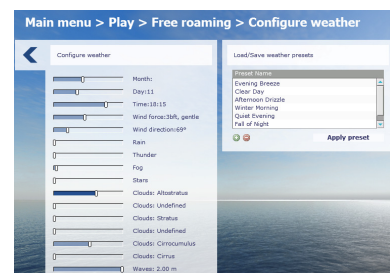 Main menu > Play > Free roaming > Configure weather
Configure weather
Month:
Day:11
Time:18:15
Wind force:3bft, gentle
Wind direction:69°
Rain
Thunder
Fog
Stars
Clouds: Altostratus
Clouds: Undefined
Clouds: Stratus
Clouds: Undefined
Clouds: Cirrocumulus
Clouds: Cirrus
Waves: 2.00 m
Load/Save weather presets
Preset Name
Evening Breeze
Clear Day
Afternoon Drizzle
Winter Morning
Quiet Evening
Fall of Night
Apply preset